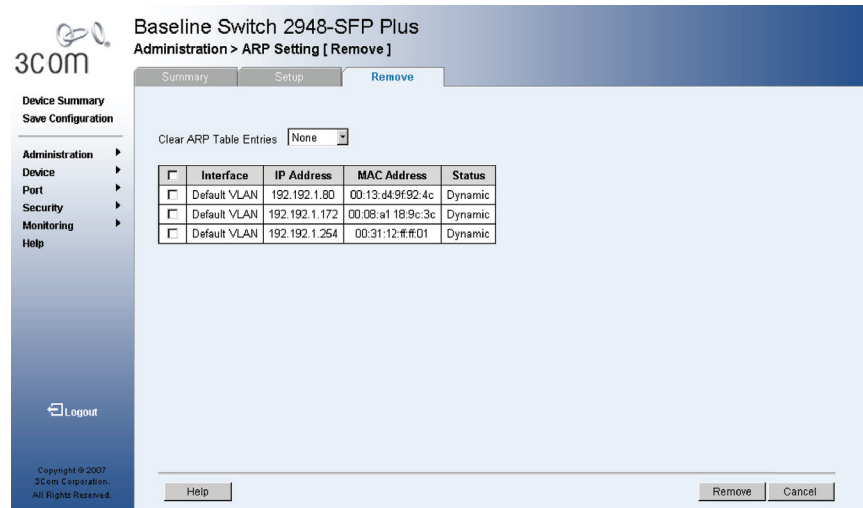 3COM
Baseline Switch 2948-SFP Plus
Administration > ARP Setting [ Remove ]
Summary Setup Remove
Device Summary
Save Configuration
Administration
Device
Port
Security
Monitoring
Help
Clear ARP Table Entries None
Interface IP Address MAC Address Status
Default VLAN 192.192.1.80 00:13:d4:9f:92:4c Dynamic
Default VLAN 192.192.1.172 00:08:a1 18:9c:3c Dynamic
Default VLAN 192.192.1.254 00:31:12:ff:ff:01 Dynamic
Logout
Copyright © 2007
3Com Corporation.
All Rights Reserved.
Help Remove Cancel